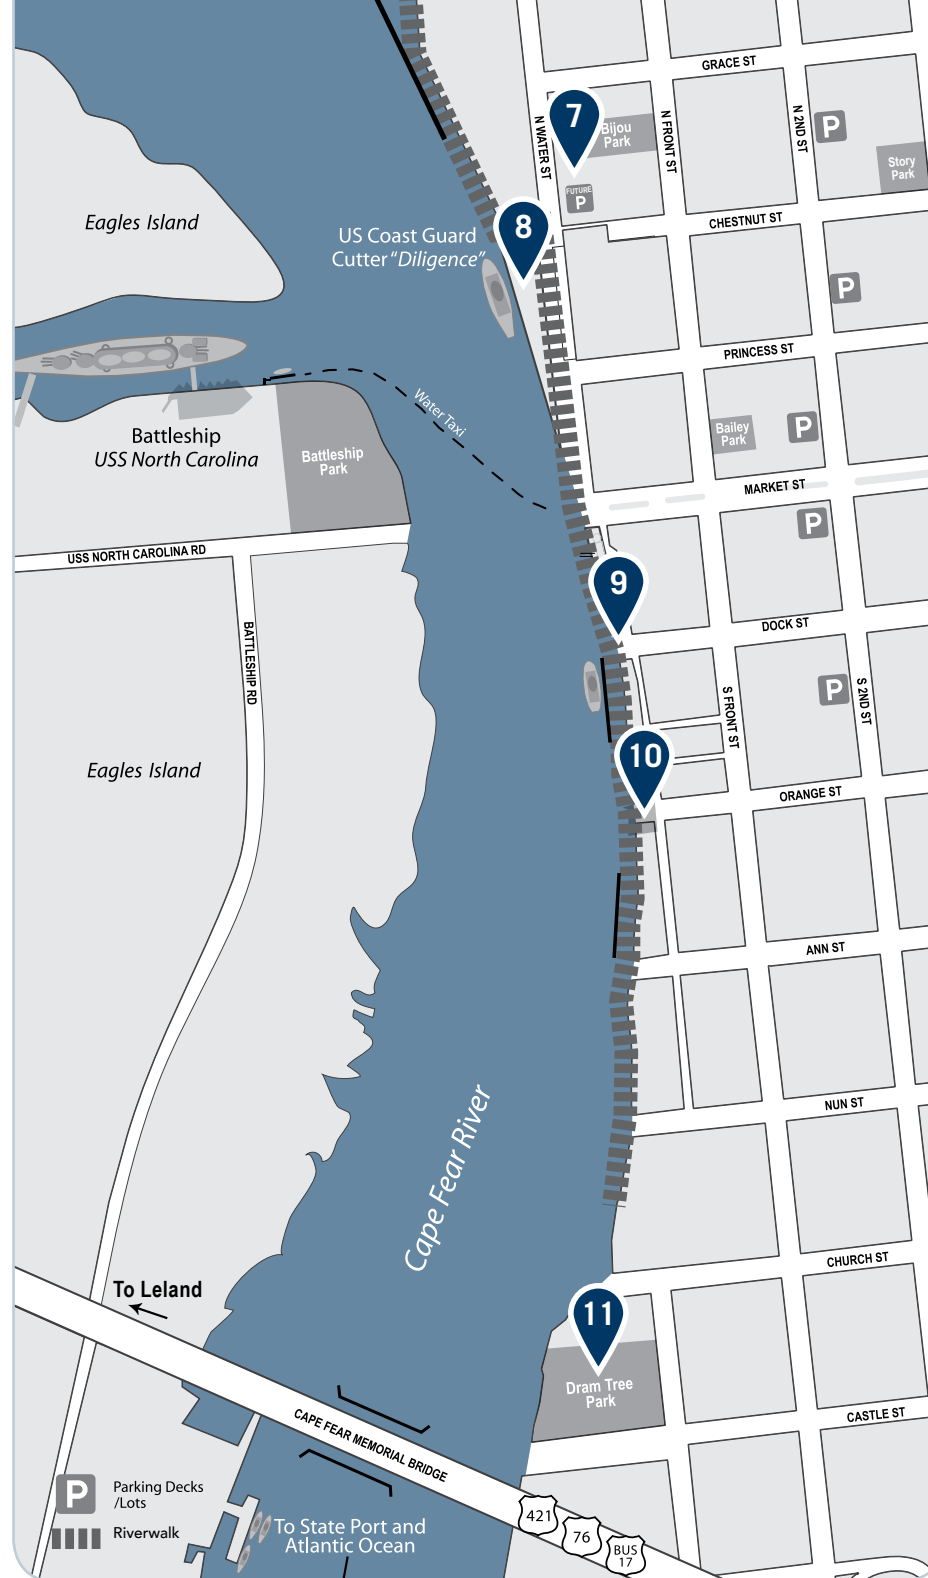 GRACE ST
7
P
N WATER ST
Bijou
Park
N FRONT ST
N 2ND ST
Story
Park
FUTURE
P
Eagles Island
8
CHESTNUT ST
US Coast Guard
Cutter "Diligence"
P
PRINCESS ST
Water Taxi
Battleship
USS North Carolina
Battleship
Park
Bailey
Park
P
MARKET ST
P
USS NORTH CAROLINA RD
9
DOCK ST
BATTLESHIP RD
P
S FRONT ST
S 2ND ST
10
Eagles Island
ORANGE ST
ANN ST
Cape Fear River
NUN ST
CHURCH ST
To Leland
11
Dram Tree
Park
CASTLE ST
CAPE FEAR MEMORIAL BRIDGE
P
Parking Decks
/Lots
Riverwalk
To State Port and
Atlantic Ocean
421
76
BUS
17